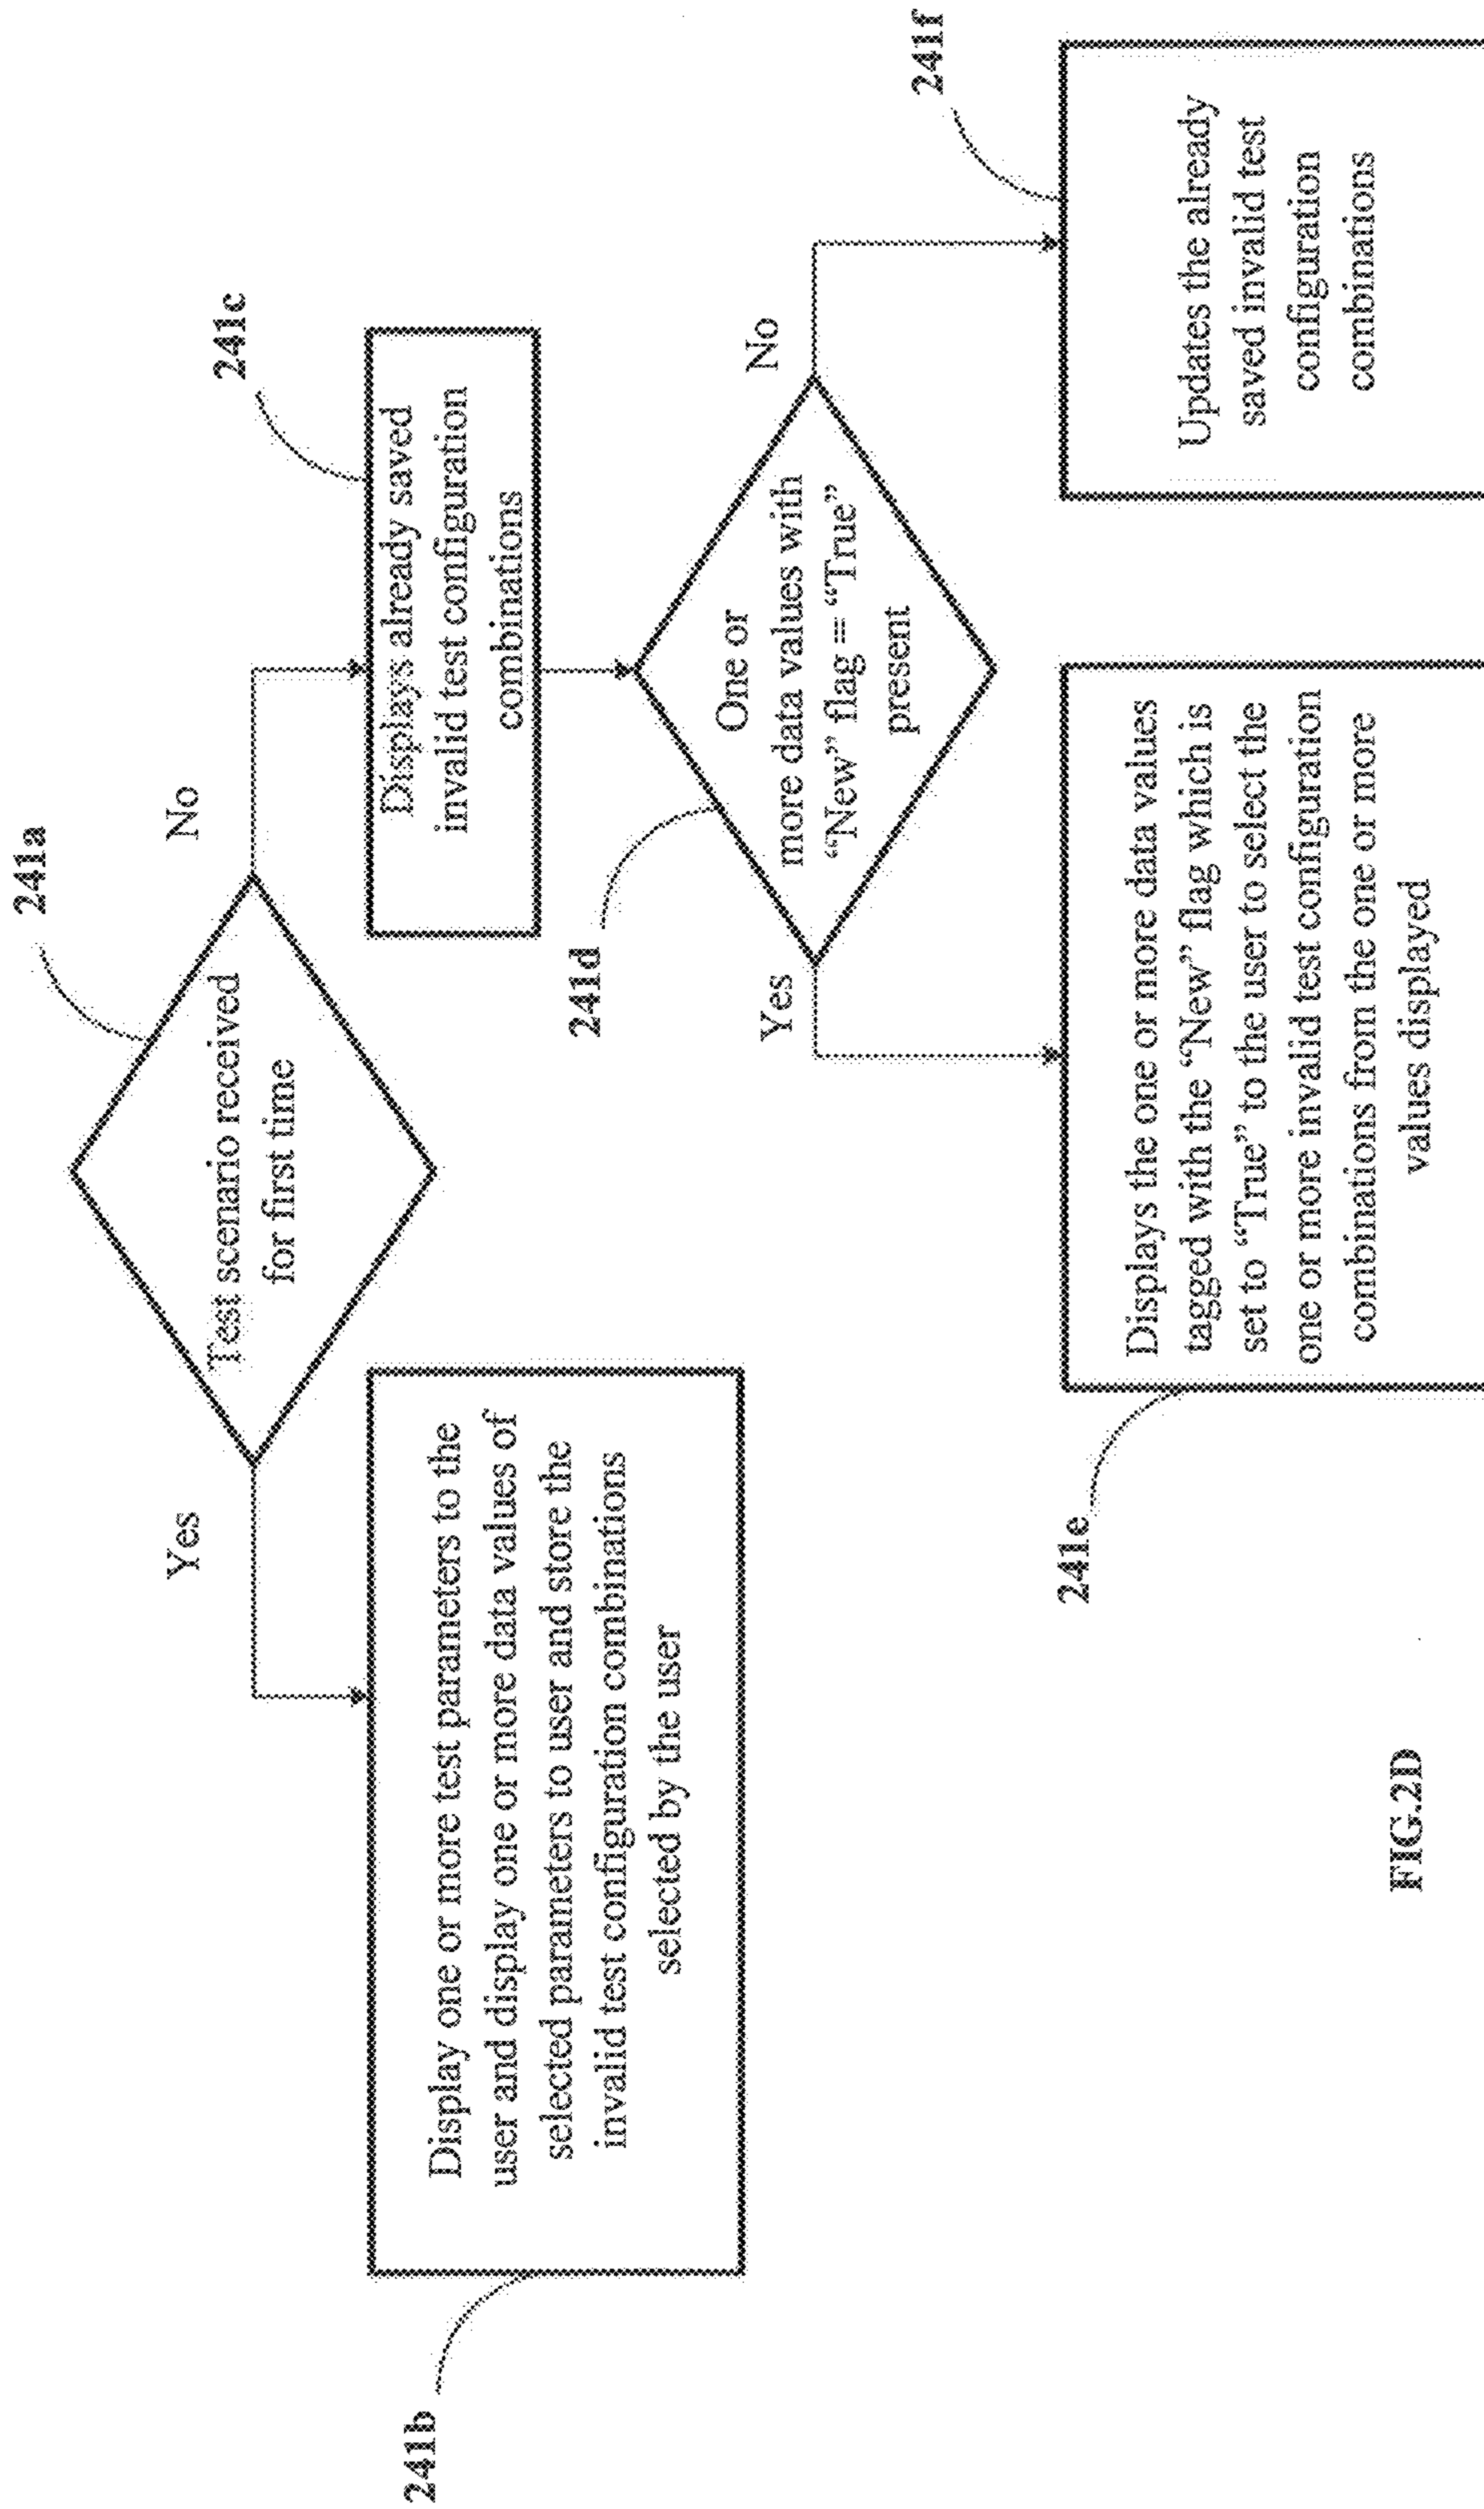 241a
Test scenario received
for first time
Yes
No
241b
Display one or more test parameters to the
user and display one or more data values of
selected parameters to user and store the
invalid test configuration combinations
selected by the user
241c
Displays already saved
invalid test configuration
combinations
241d
One or
more data values with
“New” flag = “True”
present
Yes
No
241e
Displays the one or more data values
tagged with the “New” flag which is
set to “True” to the user to select the
one or more invalid test configuration
combinations from the one or more
values displayed
241f
Updates the already
saved invalid test
configuration
combinations
FIG.2D